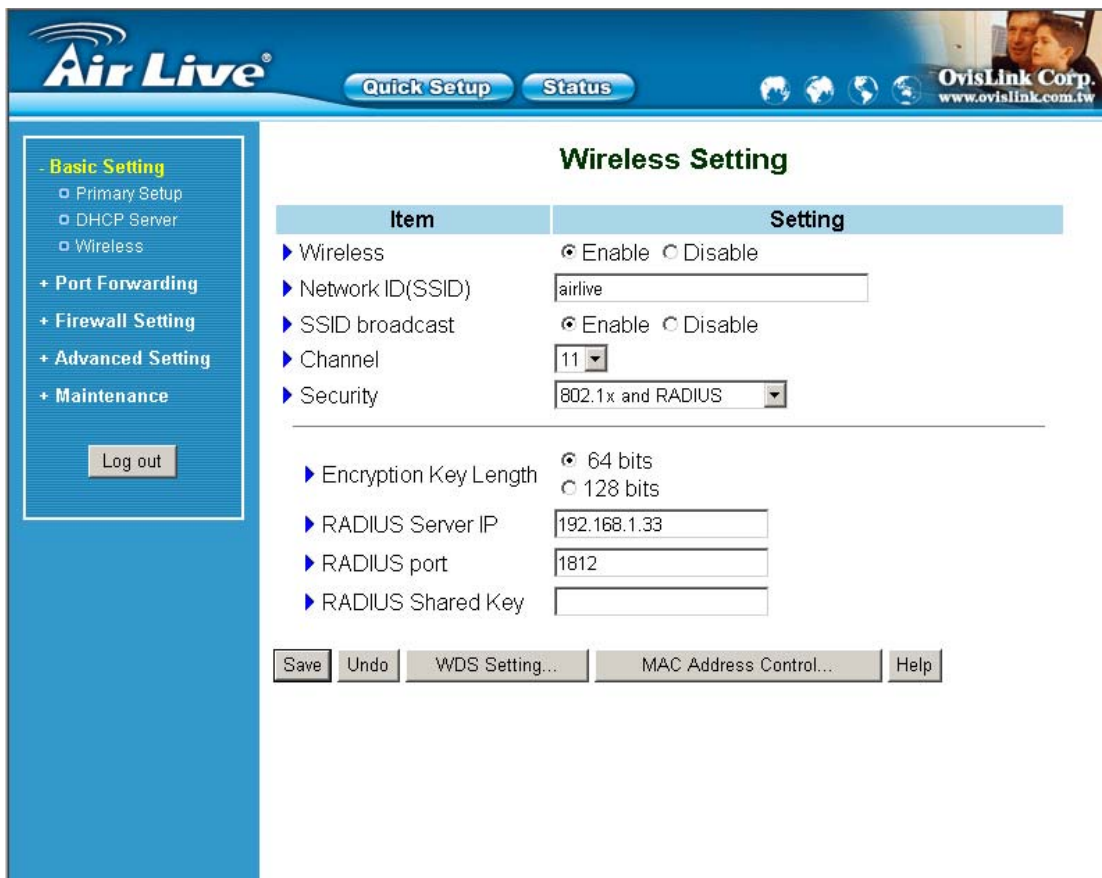 Air Live®
Quick Setup
Status
OvisLink Corp.
www.ovislink.com.tw
- Basic Setting
Primary Setup
DHCP Server
Wireless
+ Port Forwarding
+ Firewall Setting
+ Advanced Setting
+ Maintenance
Log out
Wireless Setting
Item Setting
Wireless Enable Disable
Network ID(SSID) airlive
SSID broadcast Enable Disable
Channel 11
Security 802.1x and RADIUS
Encryption Key Length 64 bits
128 bits
RADIUS Server IP 192.168.1.33
RADIUS port 1812
RADIUS Shared Key
Save Undo WDS Setting... MAC Address Control... Help